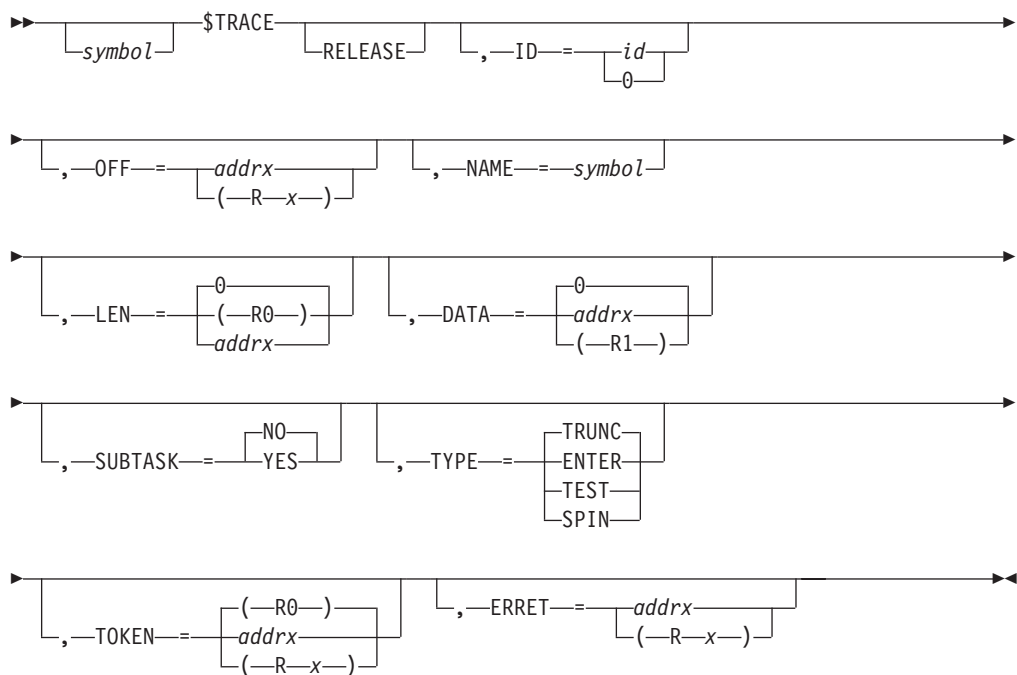 symbol $TRACE RELEASE , ID = id
0
, OFF = addrx , NAME = symbol
( R x )
0 0
, LEN = ( R0 ) , DATA = addrx
addrx ( R1 )
NO TRUNC
, SUBTASK = YES , TYPE = ENTER
TEST
SPIN
( R0 ) , ERRET = addrx
, TOKEN = addrx ( R x )
( R x )